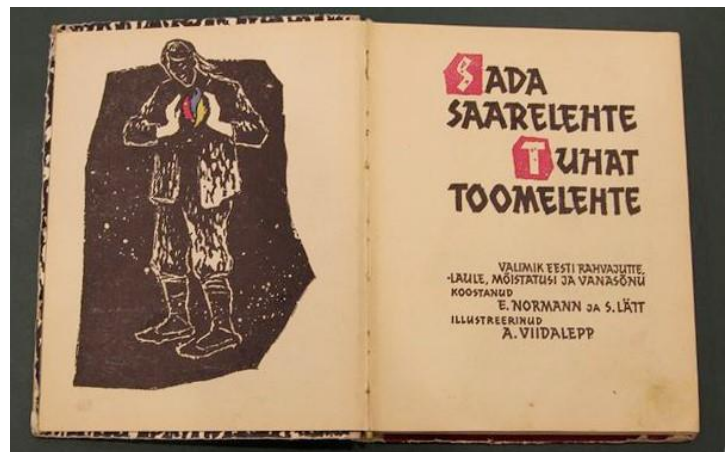 SADA
SAARELEHTE
TUHAT
TOOMELEHTE
VALIMIK EESTI RAHVAJUTTE,
-LAULE, MÕISTATUSI JA VANASÕNU
KOOSTANUD
E. NORMANN JA S. LÄTT
ILLUSTREERINUD
A. VIIDALEPP